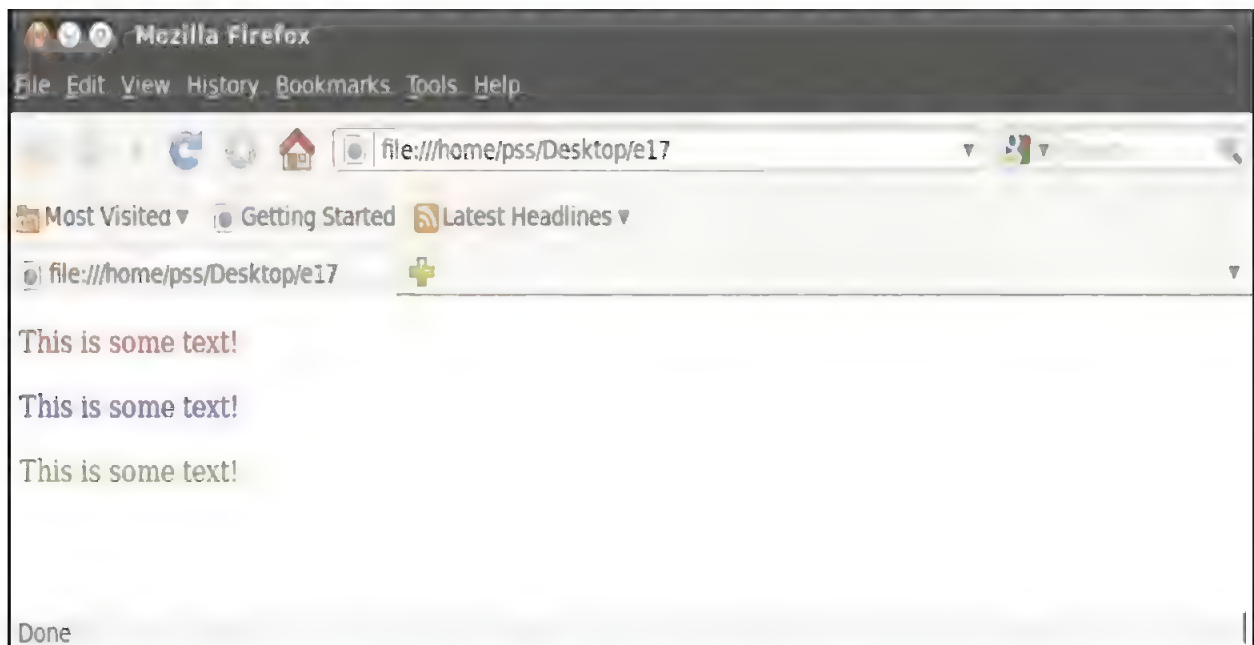 Mozilla Firefox
File Edit View History Bookmarks Tools Help
file:///home/pss/Desktop/e17
Most Visited Getting Started Latest Headlines
file:///home/pss/Desktop/e17
This is some text!
This is some text!
This is some text!
Done